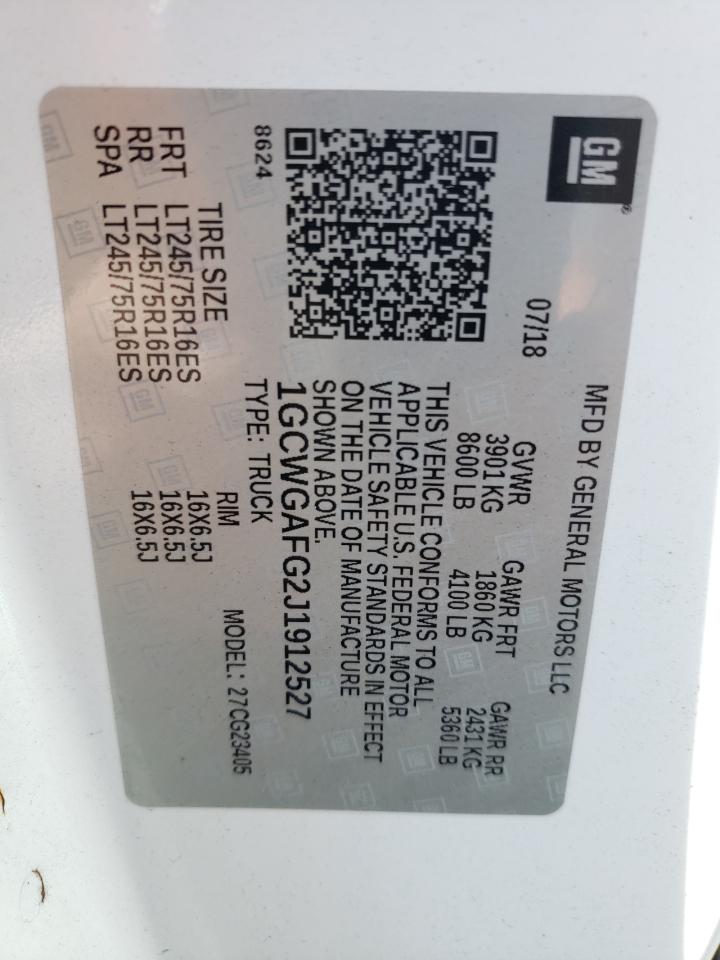 GM
MFD BY GENERAL MOTORS LLC
07/18
GVWR GAWR FRT GAWR RR
3901 KG 1860 KG 2431 KG
8600 LB 4100 LB 5360 LB
THIS VEHICLE CONFORMS TO ALL
APPLICABLE U.S. FEDERAL MOTOR
VEHICLE SAFETY STANDARDS IN EFFECT
ON THE DATE OF MANUFACTURE
SHOWN ABOVE.
1GCWGAFG2J1912527
8624
TYPE: TRUCK MODEL: 27CG23405
TIRE SIZE RIM
FRT LT245/75R16ES 16X6.5J
RR LT245/75R16ES 16X6.5J
SPA LT245/75R16ES 16X6.5J